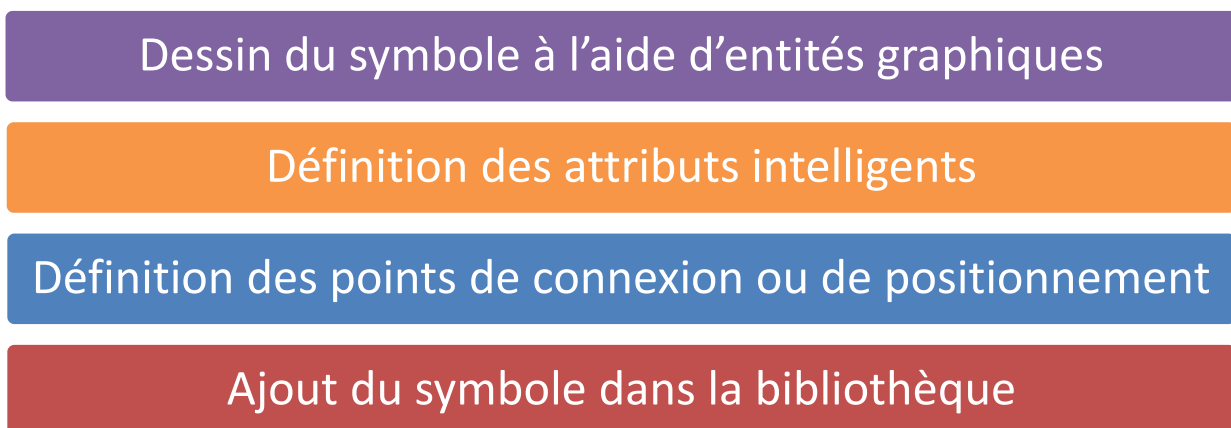 Dessin du symbole à l’aide d’entités graphiques
Définition des attributs intelligents
Définition des points de connexion ou de positionnement
Ajout du symbole dans la bibliothèque